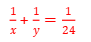 1/x + 1/y = 1/24